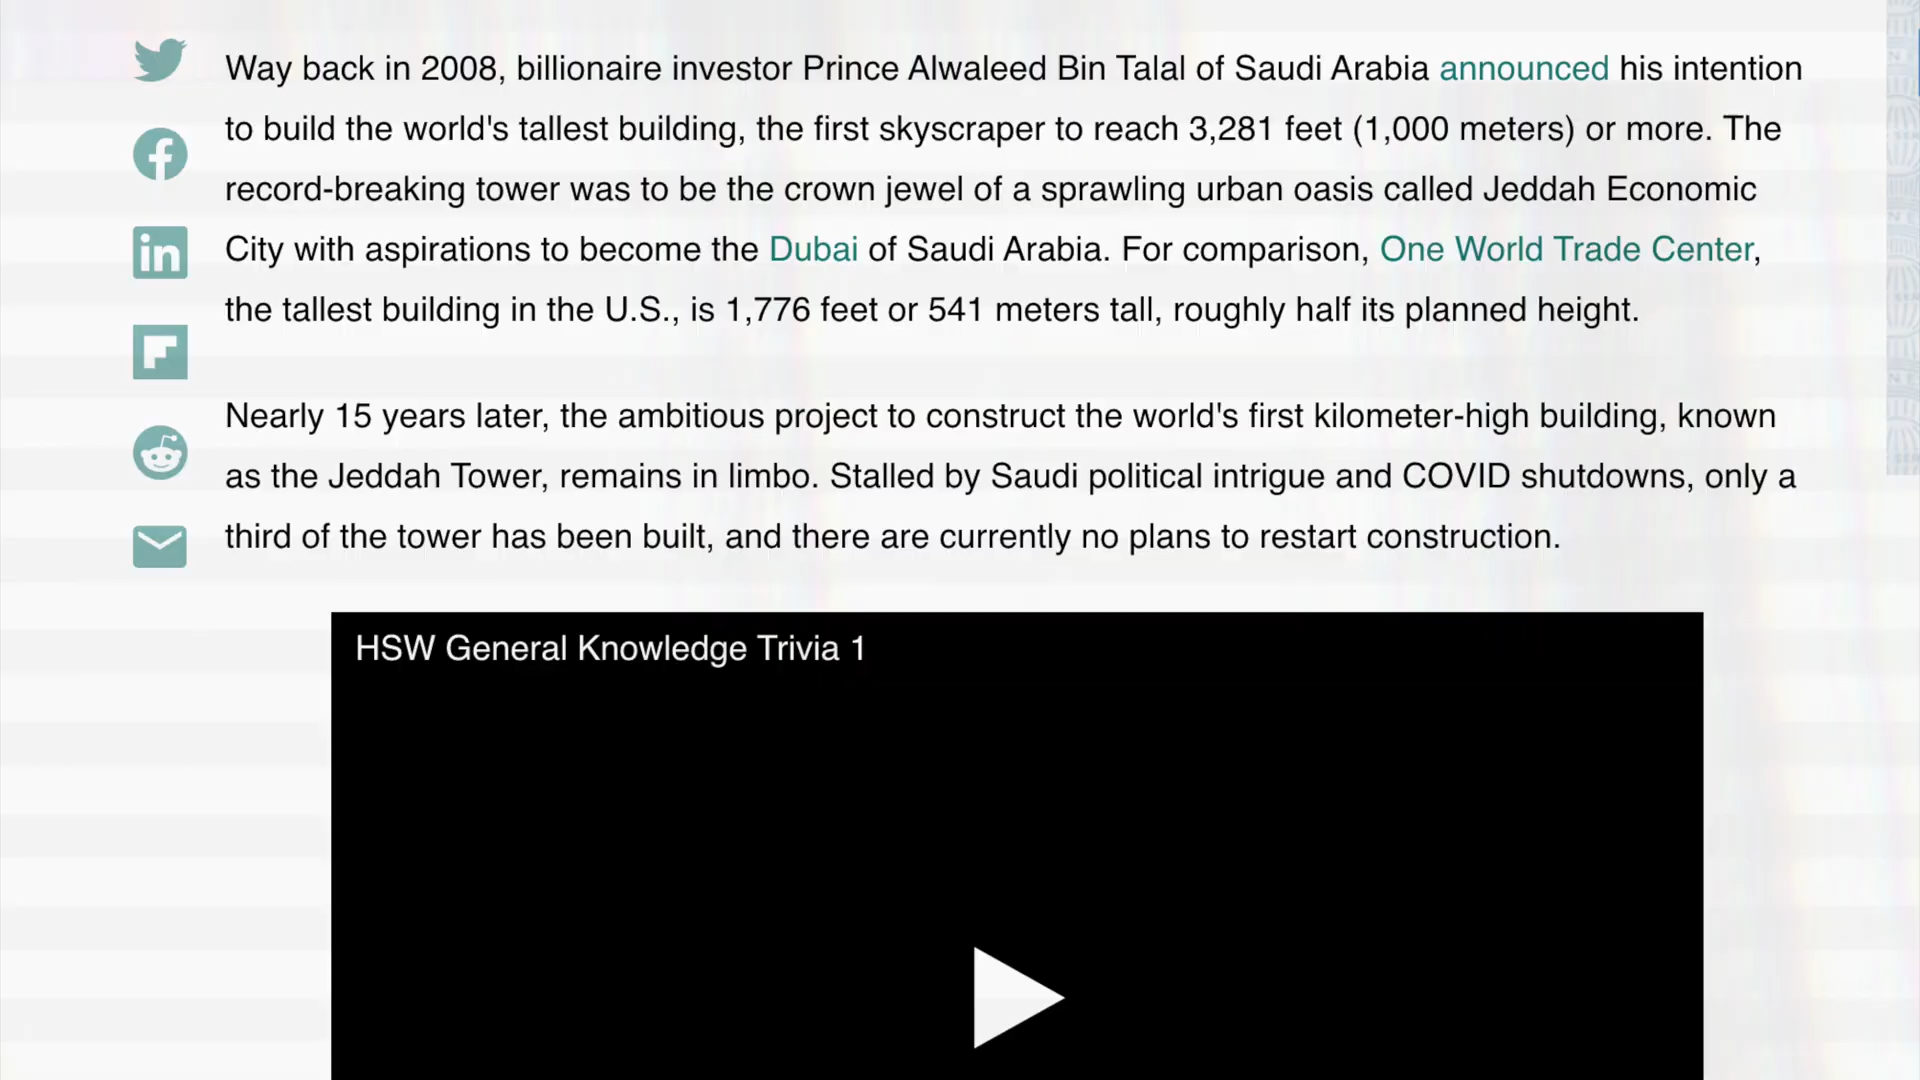 Way back in 2008, billionaire investor Prince Alwaleed Bin Talal of Saudi Arabia announced his intention
to build the world's tallest building, the first skyscraper to reach 3,281 feet (1,000 meters) or more. The
record-breaking tower was to be the crown jewel of a sprawling urban oasis called Jeddah Economic
City with aspirations to become the Dubai of Saudi Arabia. For comparison, One World Trade Center,
the tallest building in the U.S., is 1,776 feet or 541 meters tall, roughly half its planned height.
Nearly 15 years later, the ambitious project to construct the world's first kilometer-high building, known
as the Jeddah Tower, remains in limbo. Stalled by Saudi political intrigue and COVID shutdowns, only a
third of the tower has been built, and there are currently no plans to restart construction.
HSW General Knowledge Trivia 1